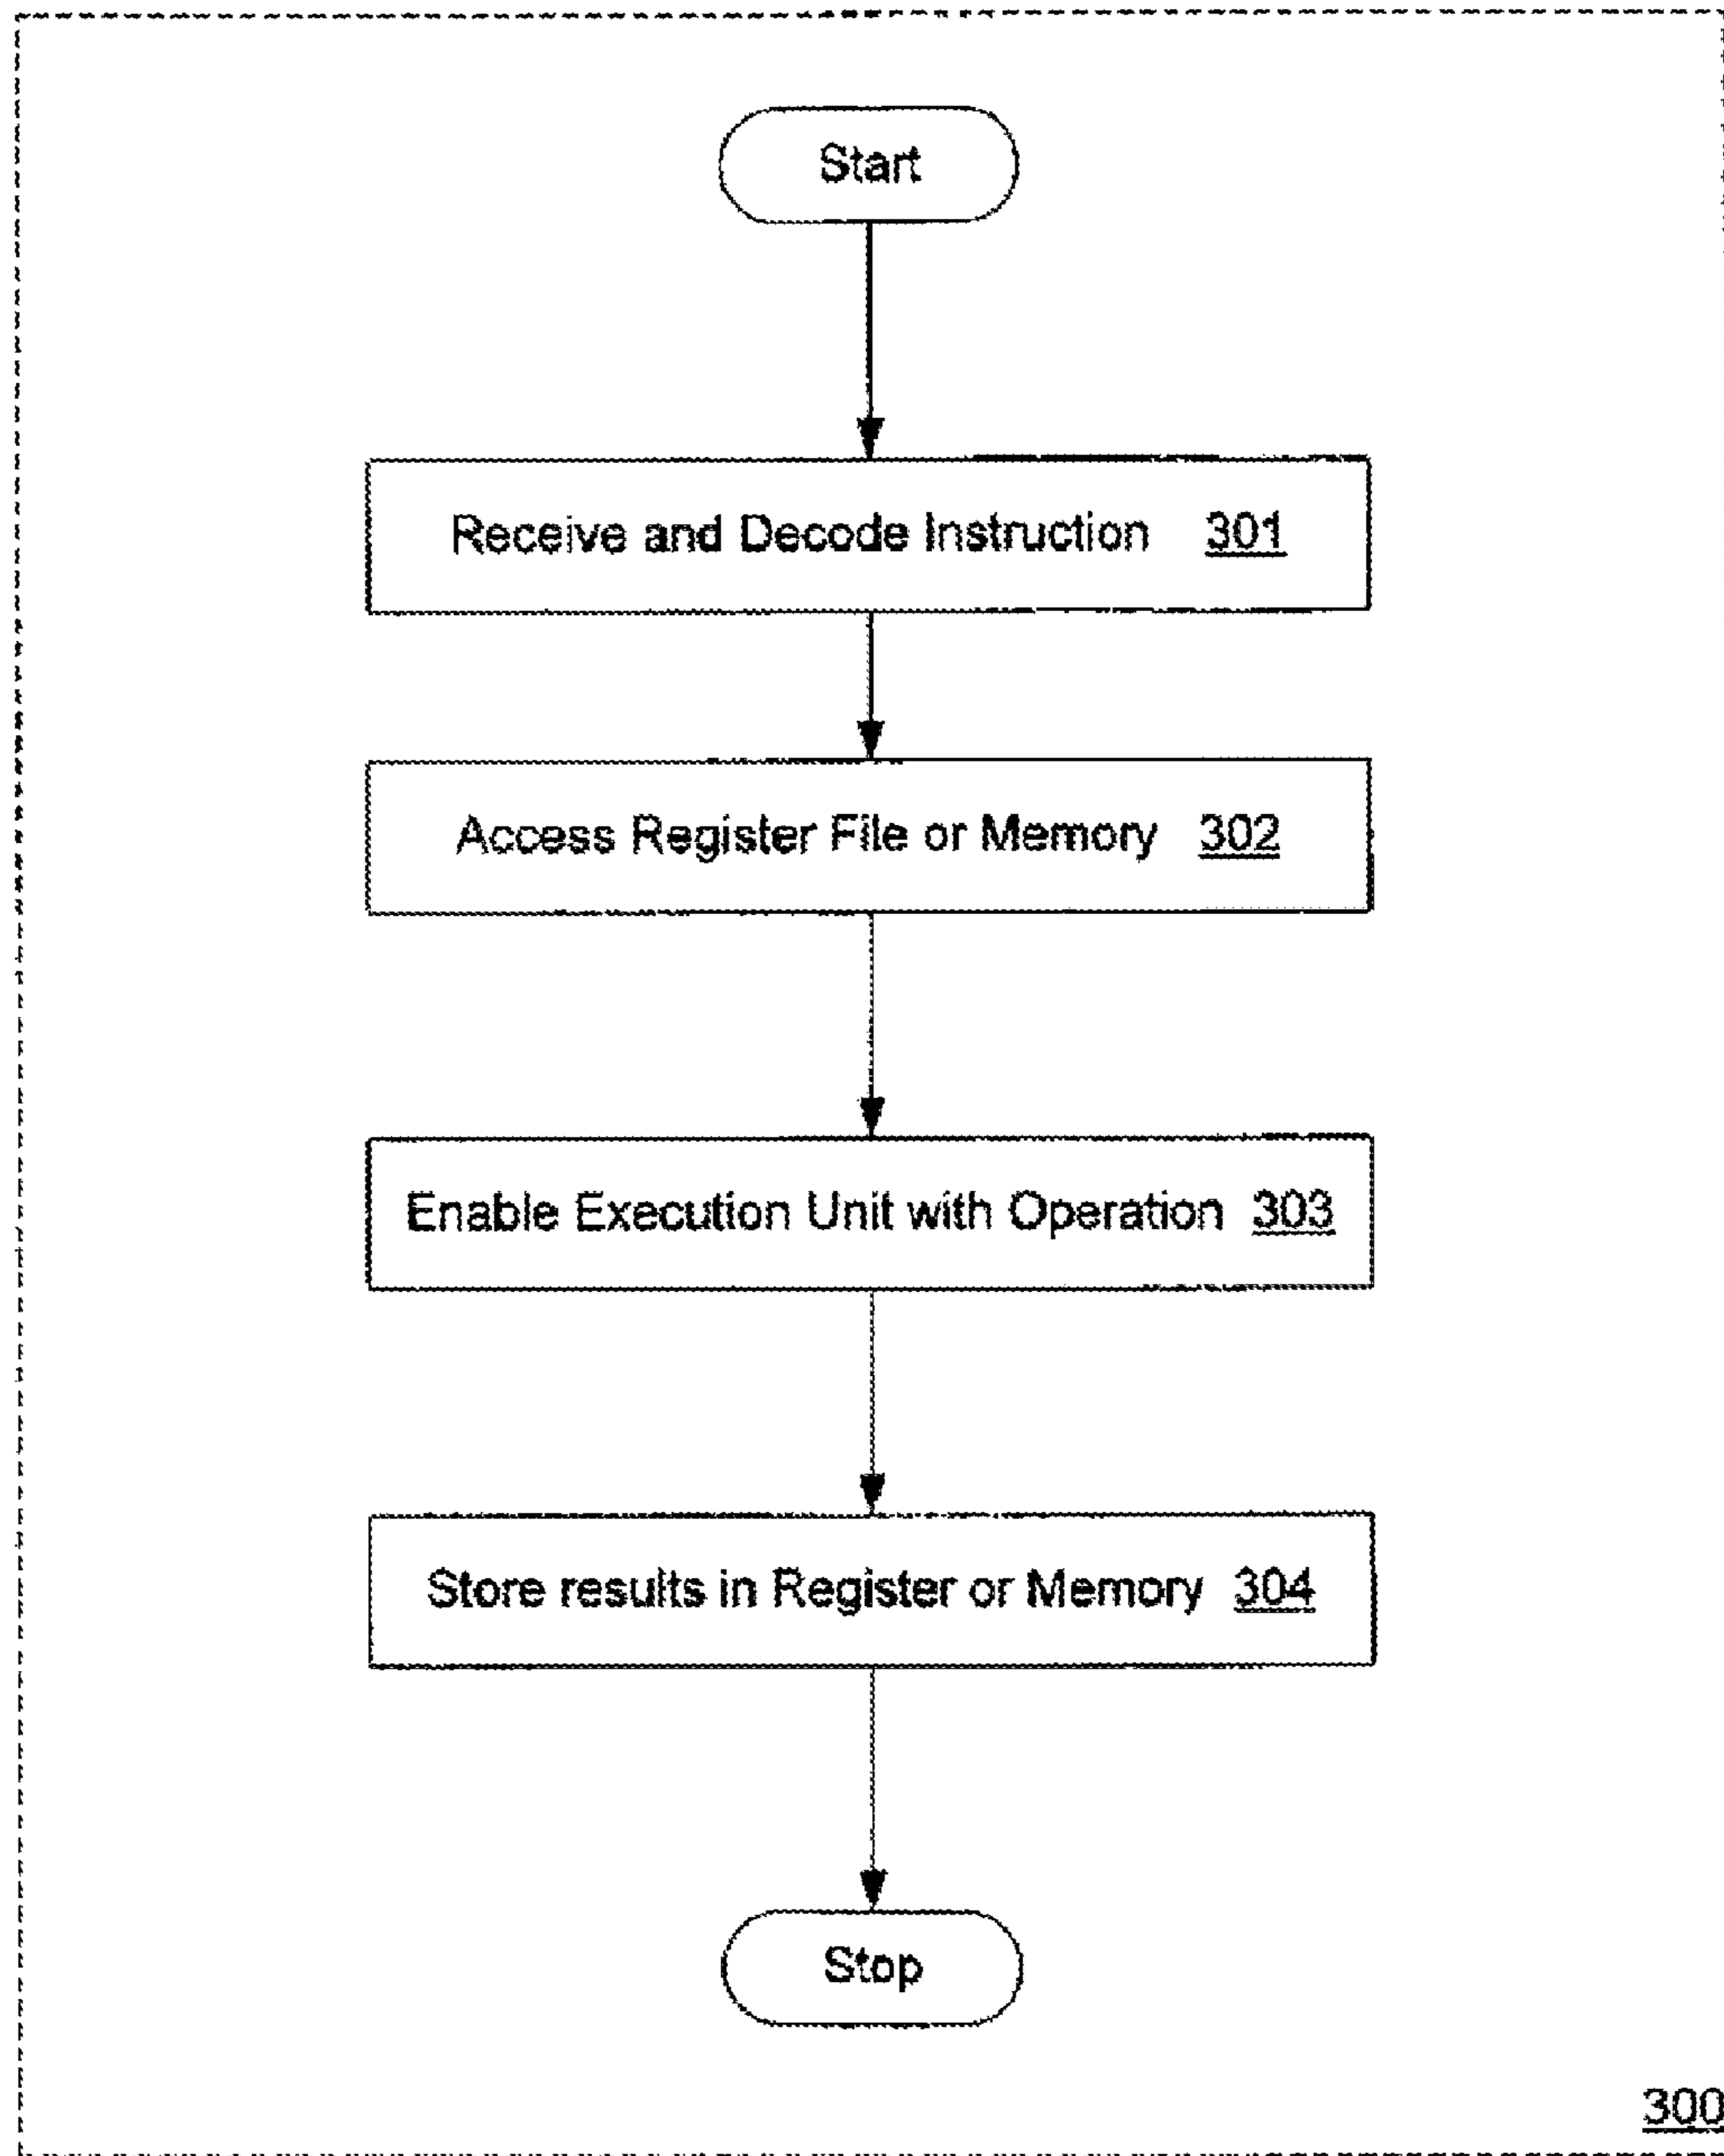 Start
Receive and Decode Instruction 301
Access Register File or Memory 302
Enable Execution Unit with Operation 303
Store results in Register or Memory 304
Stop
300